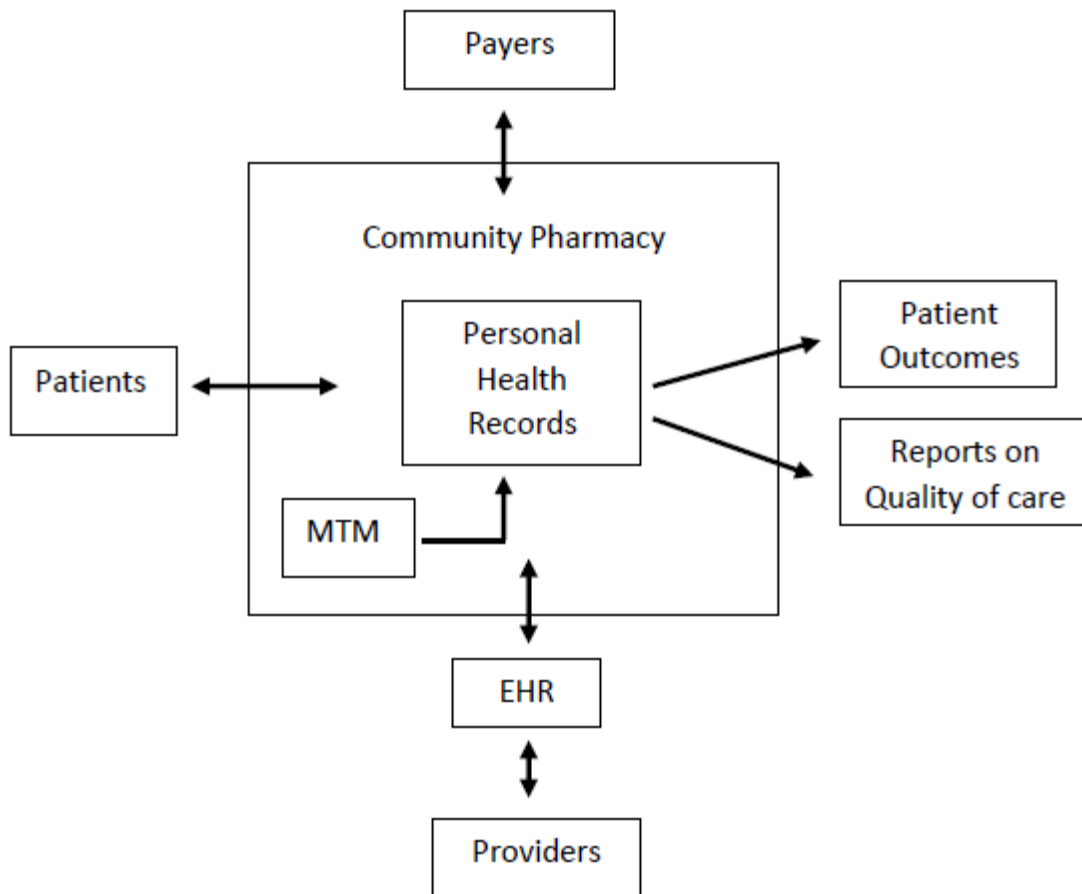 Payers
Community Pharmacy
Personal
Health
Records
Patient
Outcomes
Patients
Reports on
Quality of care
MTM
EHR
Providers